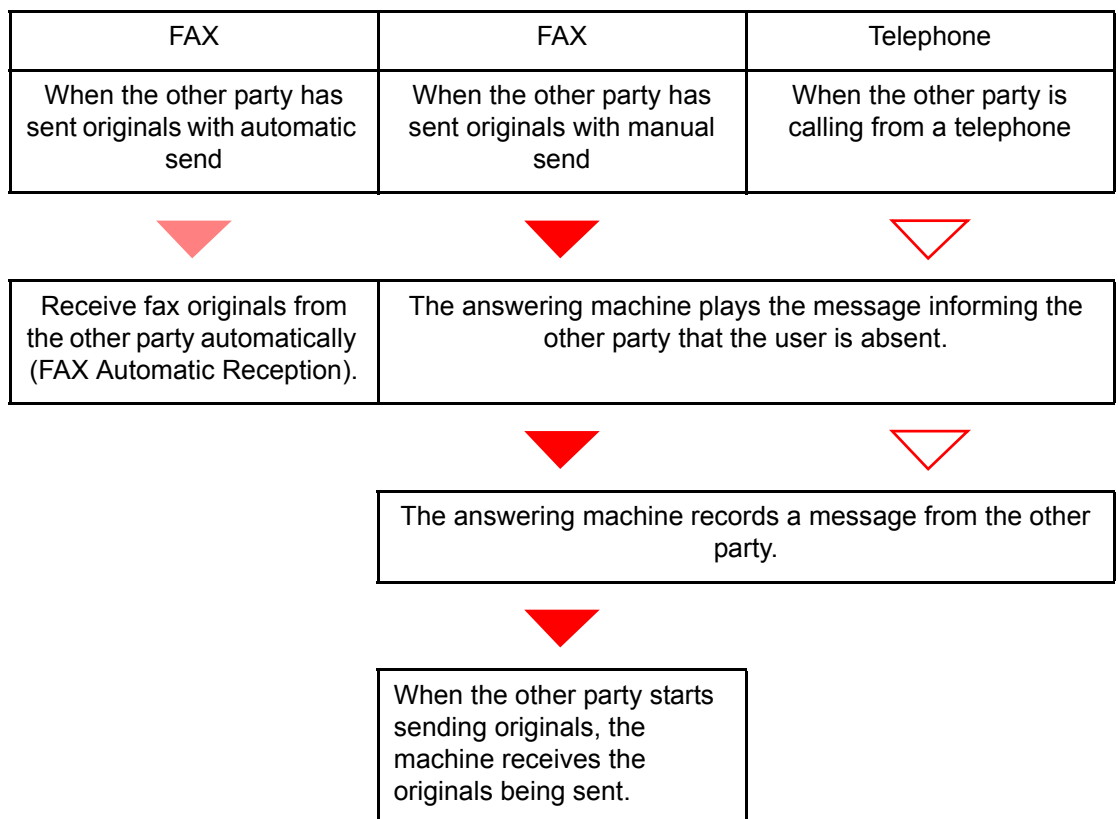 FAX
FAX
Telephone
When the other party has
sent originals with automatic
send
When the other party has
sent originals with manual
send
When the other party is
calling from a telephone
Receive fax originals from
the other party automatically
(FAX Automatic Reception).
The answering machine plays the message informing the
other party that the user is absent.
The answering machine records a message from the other
party.
When the other party starts
sending originals, the
machine receives the
originals being sent.